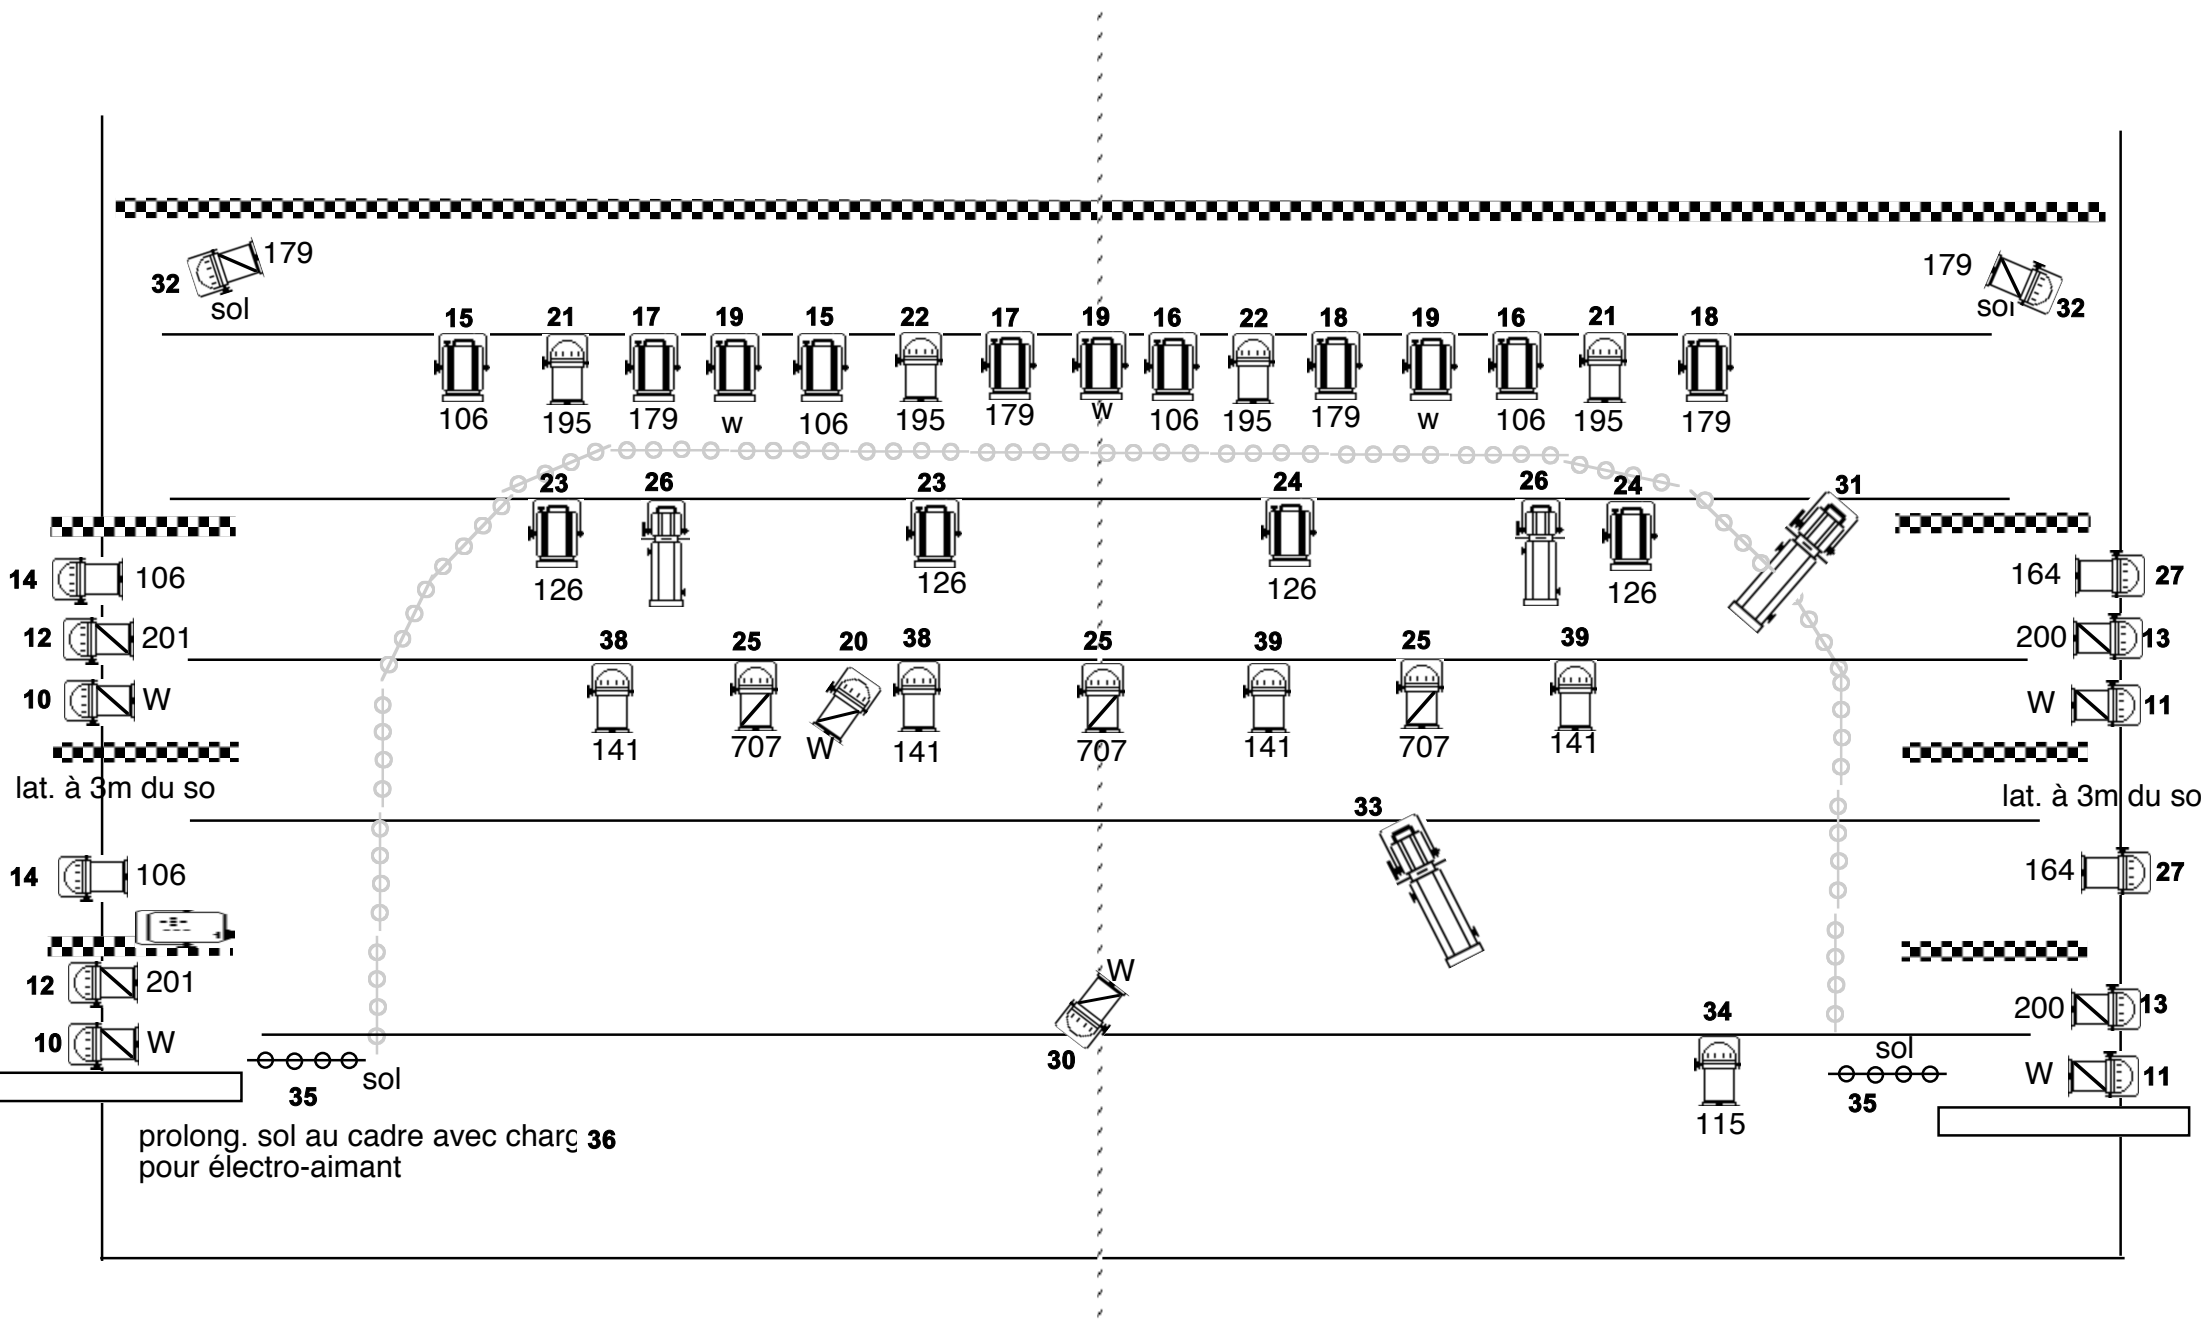 179
32
sol
179
sol
32
15 21 17 19 15 22 17 19 16 22 18 19 16 21 18
106 195 179 w 106 195 179 w 106 195 179 w 106 195 179
23 26 23 24 26 24 31
126 126 126 126
14 106
164 27
12 201
200 13
10 W
W 11
38 25 20 38 25 39 25 39
141 707 W 141 707 141 707 141
lat. à 3m du so
lat. à 3m du so
33
14 106
164 27
12 201
W
30
34
115
200 13
10 W
sol
35
sol
35
W 11
prolong. sol au cadre avec charg 36
pour électro-aimant